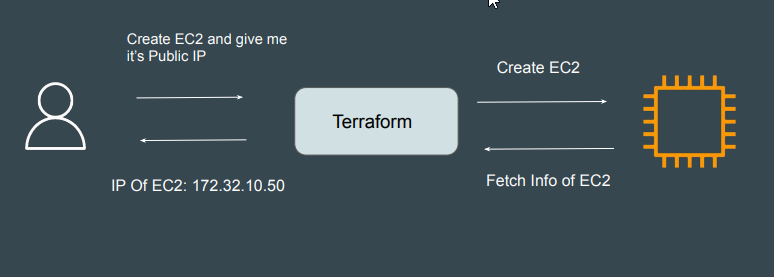 Create EC2 and give me
it's Public IP
Create EC2
Terraform
IP Of EC2: 172.32.10.50
Fetch Info of EC2